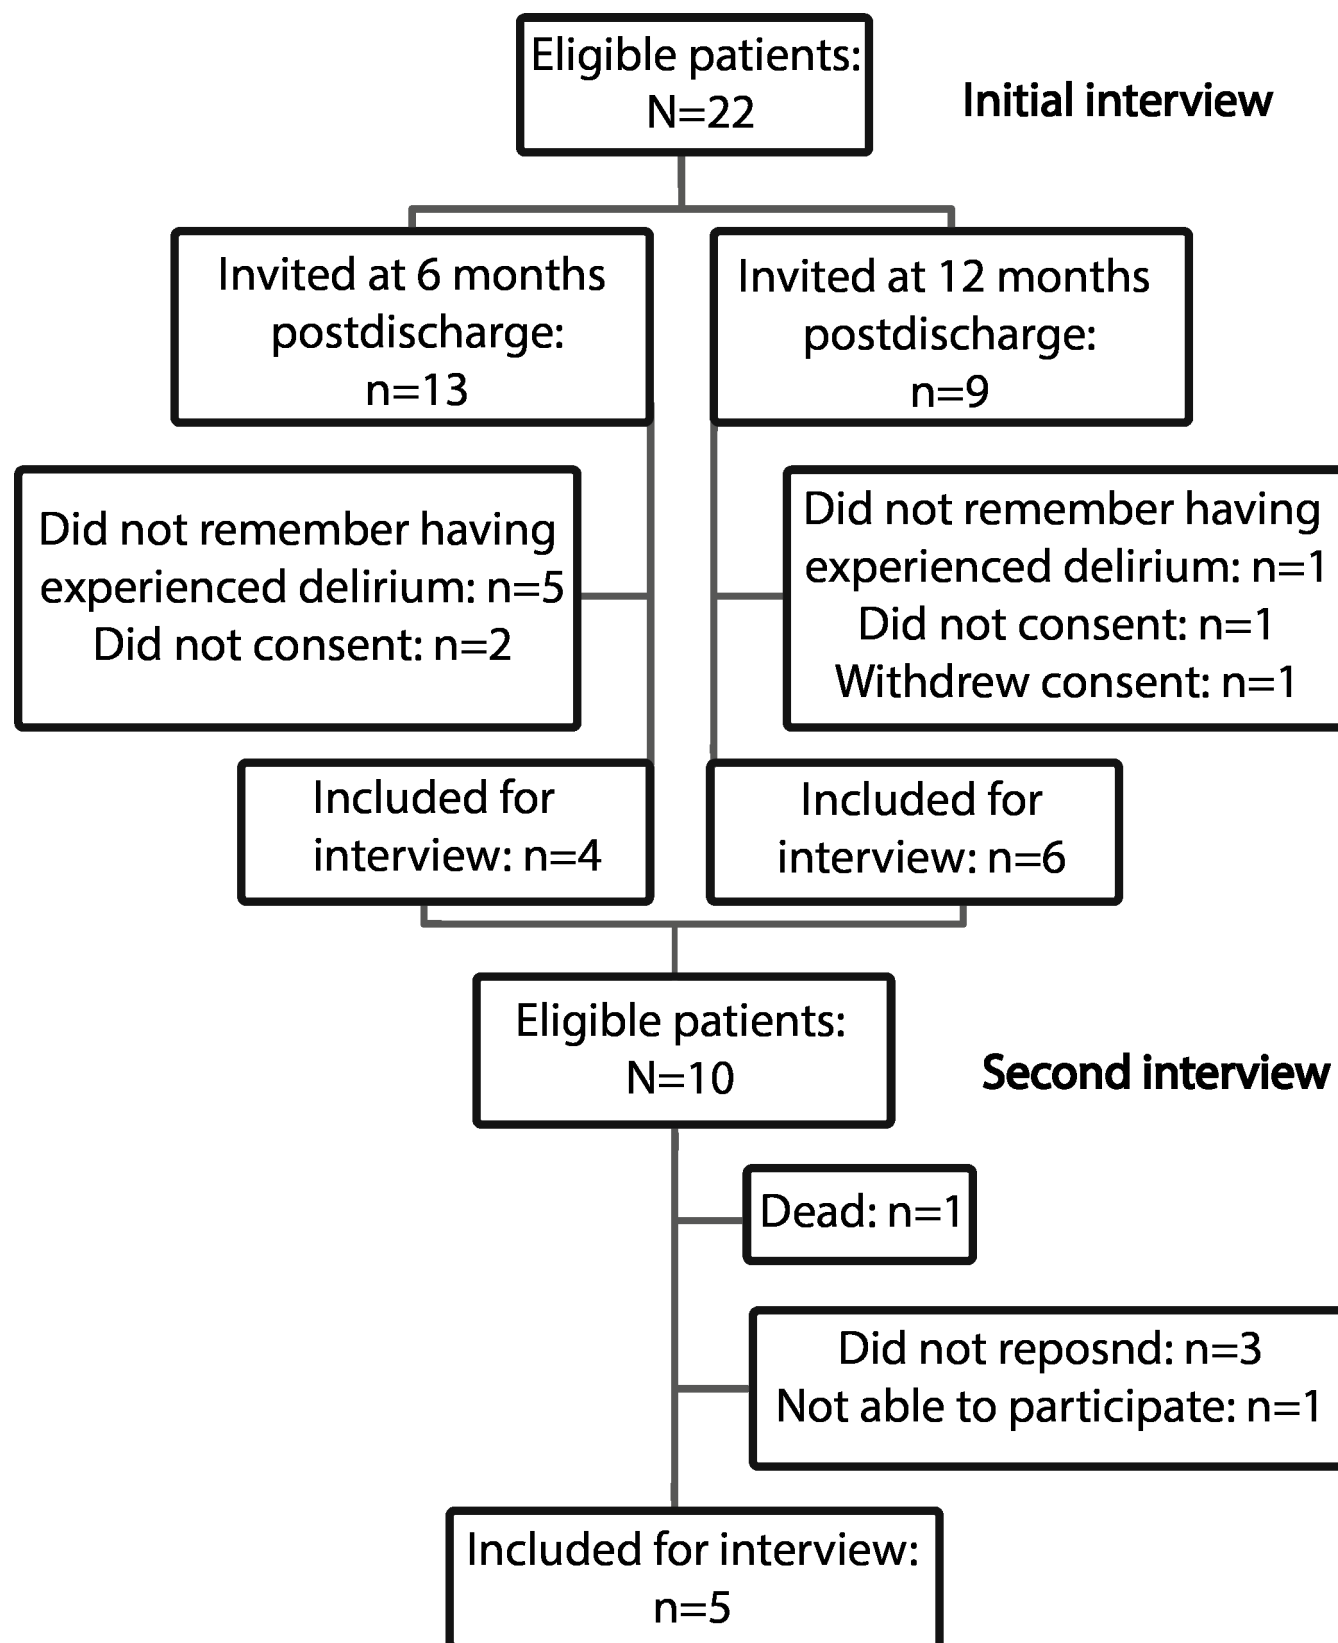 Eligible patients:
N=22
Initial interview
Invited at 6 months
postdischarge:
n=13
Invited at 12 months
postdischarge:
n=9
Did not remember having
experienced delirium: n=5
Did not consent: n=2
Did not remember having
experienced delirium: n=1
Did not consent: n=1
Withdrew consent: n=1
Included for
interview: n=4
Included for
interview: n=6
Eligible patients:
N=10
Second interview
Dead: n=1
Did not reposnd: n=3
Not able to participate: n=1
Included for interview:
n=5